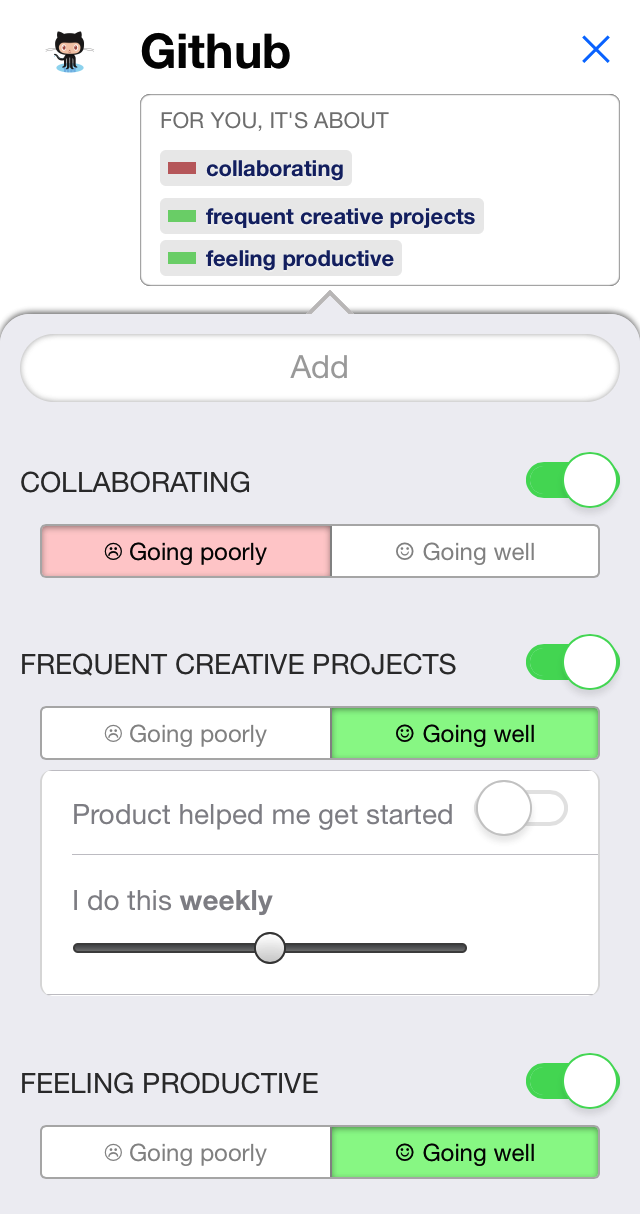 Github
FOR YOU, IT'S ABOUT
collaborating
frequent creative projects
feeling productive
Add
COLLABORATING
☹ Going poorly
☺ Going well
FREQUENT CREATIVE PROJECTS
☹ Going poorly
☺ Going well
Product helped me get started
I do this weekly
FEELING PRODUCTIVE
☹ Going poorly
☺ Going well